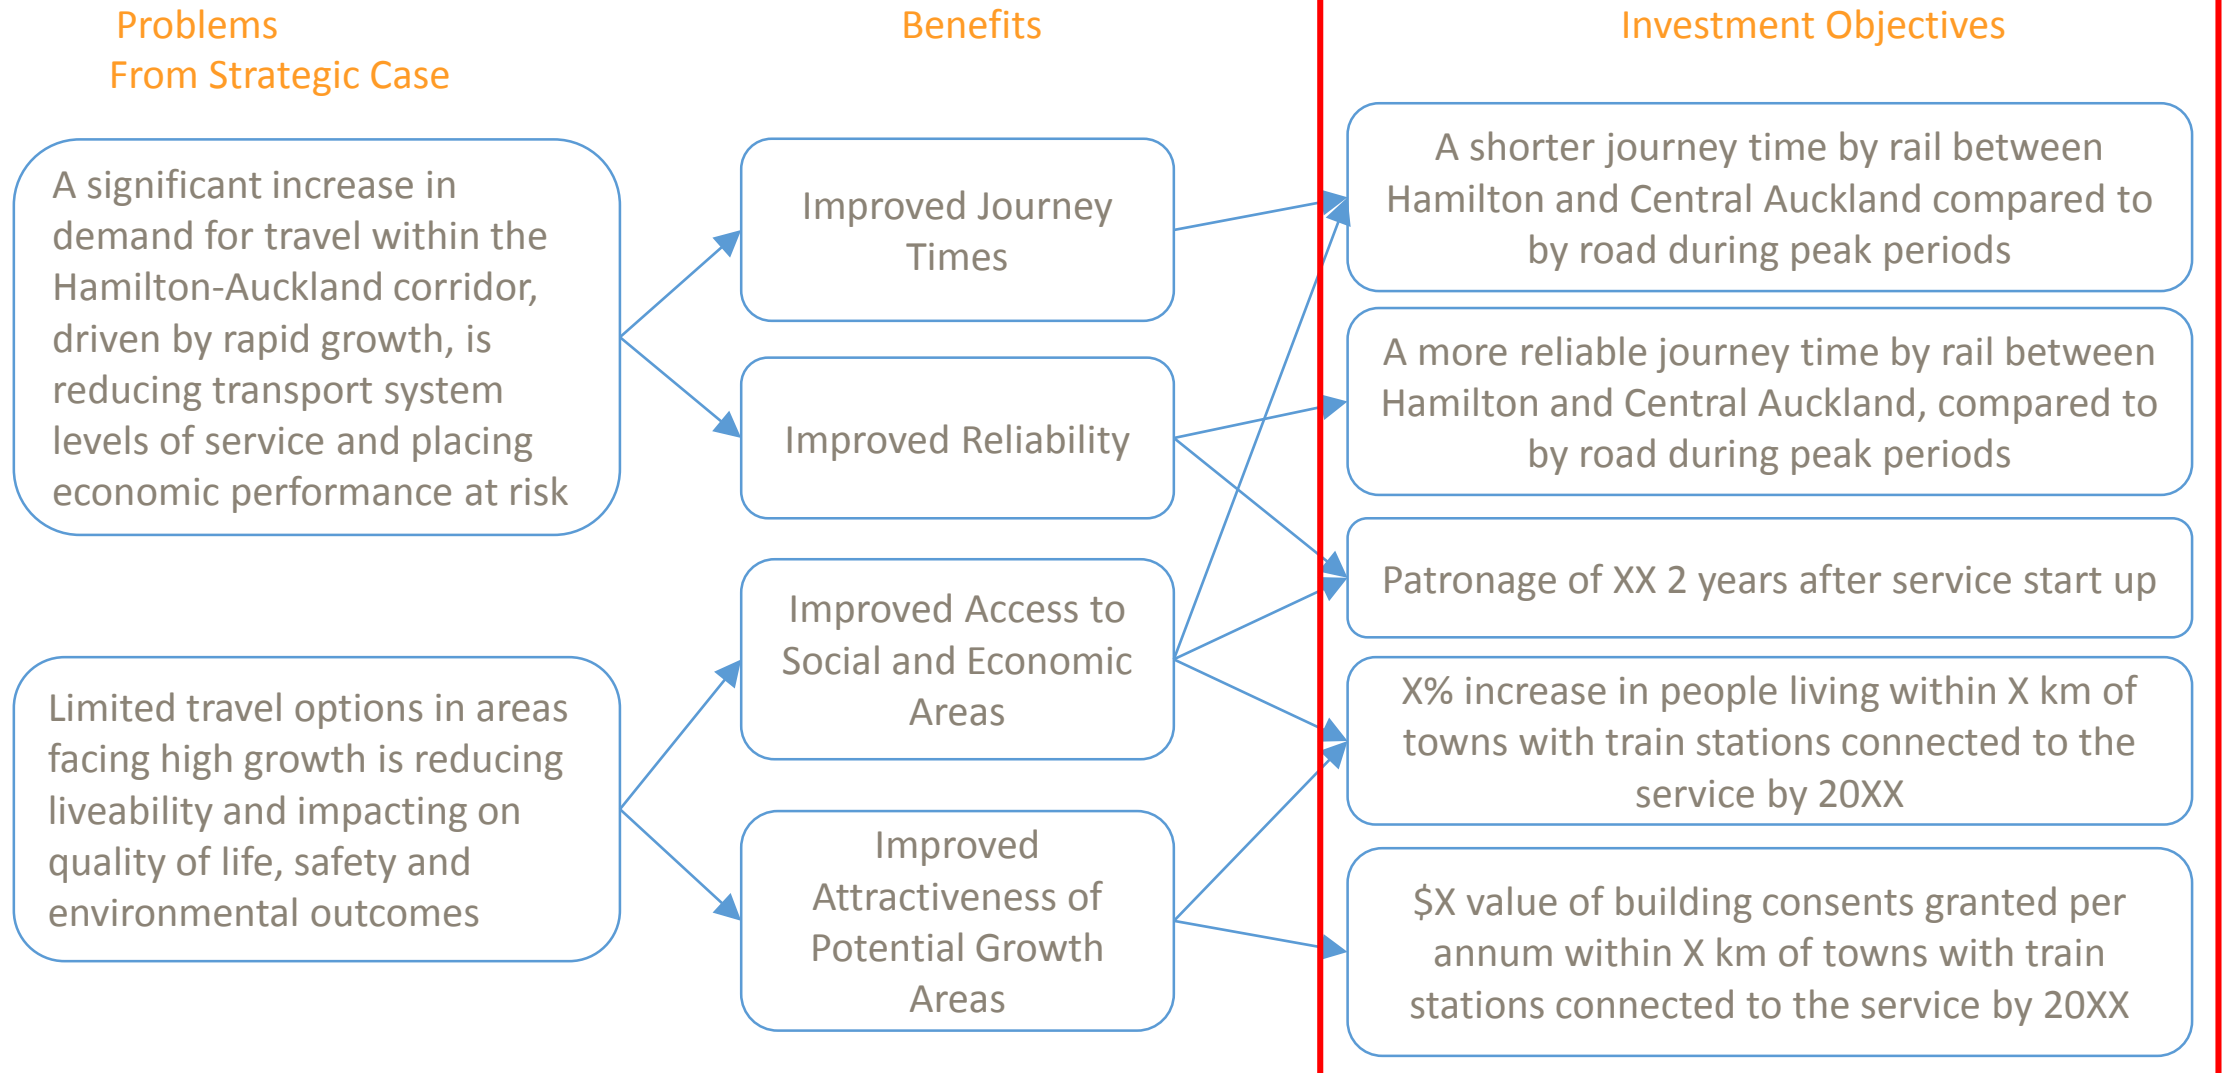 Problems
From Strategic Case
Benefits
Investment Objectives
A significant increase in
demand for travel within the
Hamilton-Auckland corridor,
driven by rapid growth, is
reducing transport system
levels of service and placing
economic performance at risk
Limited travel options in areas
facing high growth is reducing
liveability and impacting on
quality of life, safety and
environmental outcomes
Improved Journey
Times
Improved Reliability
Improved Access to
Social and Economic
Areas
Improved
Attractiveness of
Potential Growth
Areas
A shorter journey time by rail between
Hamilton and Central Auckland compared to
by road during peak periods
A more reliable journey time by rail between
Hamilton and Central Auckland, compared to
by road during peak periods
Patronage of XX 2 years after service start up
X% increase in people living within X km of
towns with train stations connected to the
service by 20XX
$X value of building consents granted per
annum within X km of towns with train
stations connected to the service by 20XX